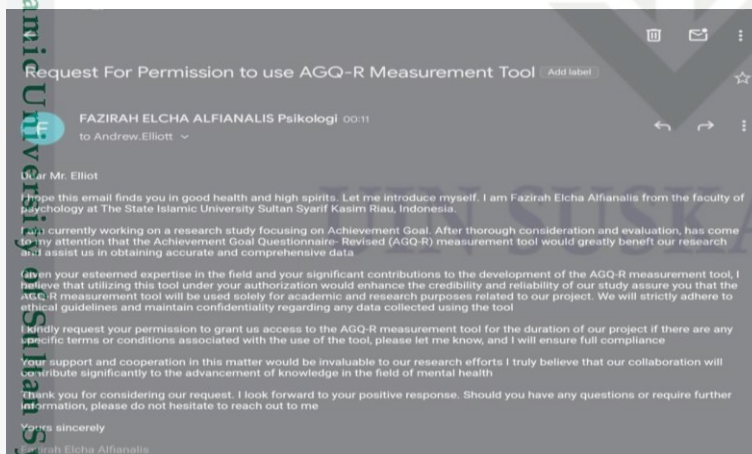 Request For Permission to use AGQ-R Measurement Tool Add label
FAZIRAH ELCHA ALFIANALIS Psikologi 00:11
to Andrew.Elliott
Dear Mr. Elliot
I hope this email finds you in good health and high spirits. Let me introduce myself. I am Fazirah Elcha Alfianalis from the faculty of
psychology at The State Islamic University Sultan Syarif Kasim Riau, Indonesia.
I am currently working on a research study focusing on Achievement Goal. After thorough consideration and evaluation, has come
to my attention that the Achievement Goal Questionnaire- Revised (AGQ-R) measurement tool would greatly beneft our research
and assist us in obtaining accurate and comprehensive data
Given your esteemed expertise in the field and your significant contributions to the development of the AGQ-R measurement tool, I
believe that utilizing this tool under your authorization would enhance the credibility and reliability of our study assure you that the
AGQ-R measurement tool will be used solely for academic and research purposes related to our project. We will strictly adhere to
ethical guidelines and maintain confidentiality regarding any data collected using the tool
I kindly request your permission to grant us access to the AGQ-R measurement tool for the duration of our project if there are any
specific terms or conditions associated with the use of the tool, please let me know, and I will ensure full compliance
Your support and cooperation in this matter would be invaluable to our research efforts I truly believe that our collaboration will
contribute significantly to the advancement of knowledge in the field of mental health
Thank you for considering our request. I look forward to your positive response. Should you have any questions or require further
information, please do not hesitate to reach out to me
Yours sincerely
Fazirah Elcha Alfianalis
amic University of Sultan Sy
UIN SUSKA